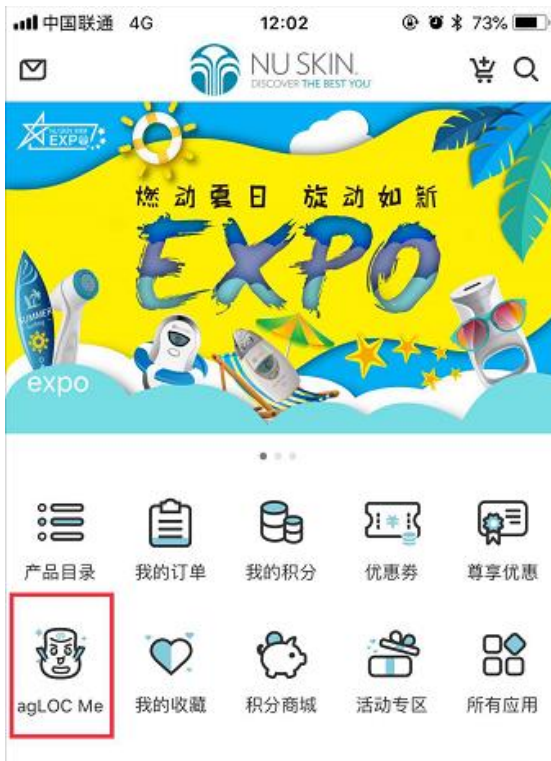 中国联通 4G 12:02 73%
NU SKIN.
DISCOVER THE BEST YOU
EXPO
燃动夏日 旋动如新
EXPO
SUMMER
expo
产品目录 我的订单 我的积分 优惠劵 尊享优惠
agLOC Me 我的收藏 积分商城 活动专区 所有应用